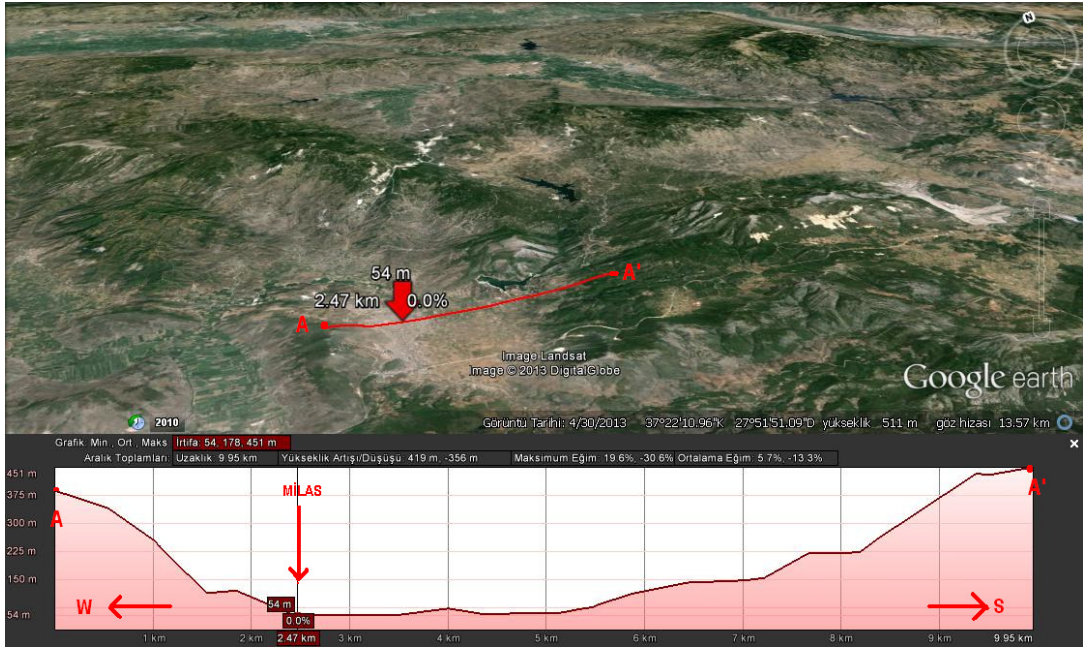 N
54 m
2.47 km 0.0%
A
A'
Image Landsat
Image © 2013 DigitalGlobe
Google earth
2010
Görüntü Tarihi: 4/30/2013 37°22'10.96"K 27°51'51.09"D yükseklik 511 m göz hizası 13.57 km
Grafik: Min., Ort., Maks İrtifa: 54, 178, 451 m
Aralık Toplamları: Uzaklık: 9.95 km Yükseklik Artışı/Düşüşü: 419 m, -356 m Maksimum Eğim: 19.6%, -30.6% Ortalama Eğim: 5.7%, -13.3%
451 m
375 m
300 m
225 m
150 m
54 m
A
MİLAS
A'
W
S
54 m
0.0%
1 km 2 km 2.47 km 3 km 4 km 5 km 6 km 7 km 8 km 9 km 9.95 km